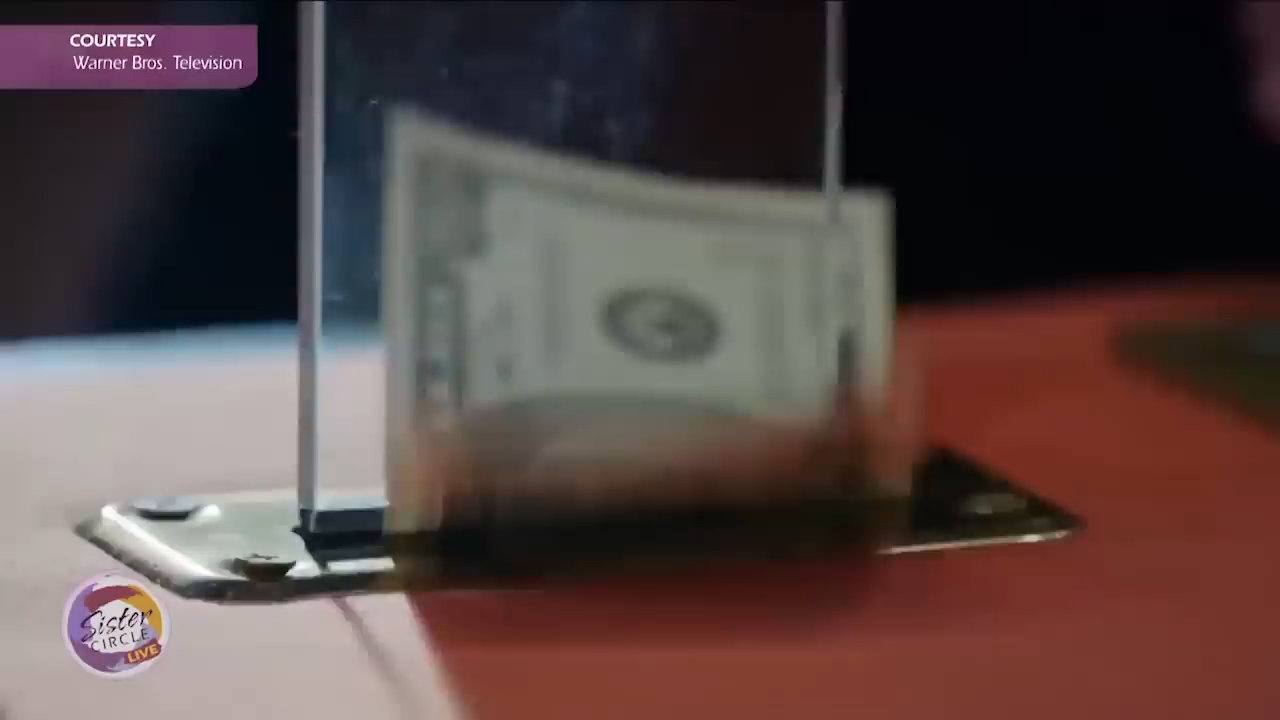 COURTESY
Warner Bros. Television
Sister
CIRCLE
LIVE